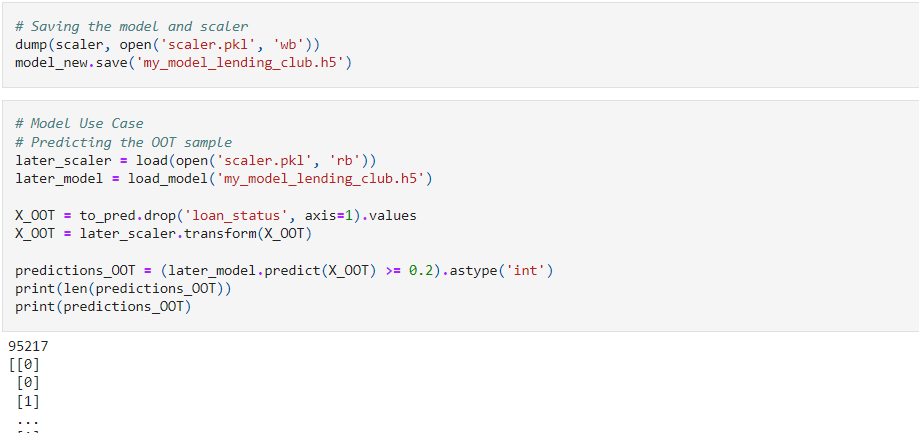 # Saving the model and scaler
dump(scaler, open('scaler.pkl', 'wb'))
model_new.save('my_model_lending_club.h5')
# Model Use Case
# Predicting the OOT sample
later_scaler = load(open('scaler.pkl', 'rb'))
later_model = load_model('my_model_lending_club.h5')
X_OOT = to_pred.drop('loan_status', axis=1).values
X_OOT = later_scaler.transform(X_OOT)
predictions_OOT = (later_model.predict(X_OOT) >= 0.2).astype('int')
print(len(predictions_OOT))
print(predictions_OOT)
95217
[[0]
[0]
[1]
...